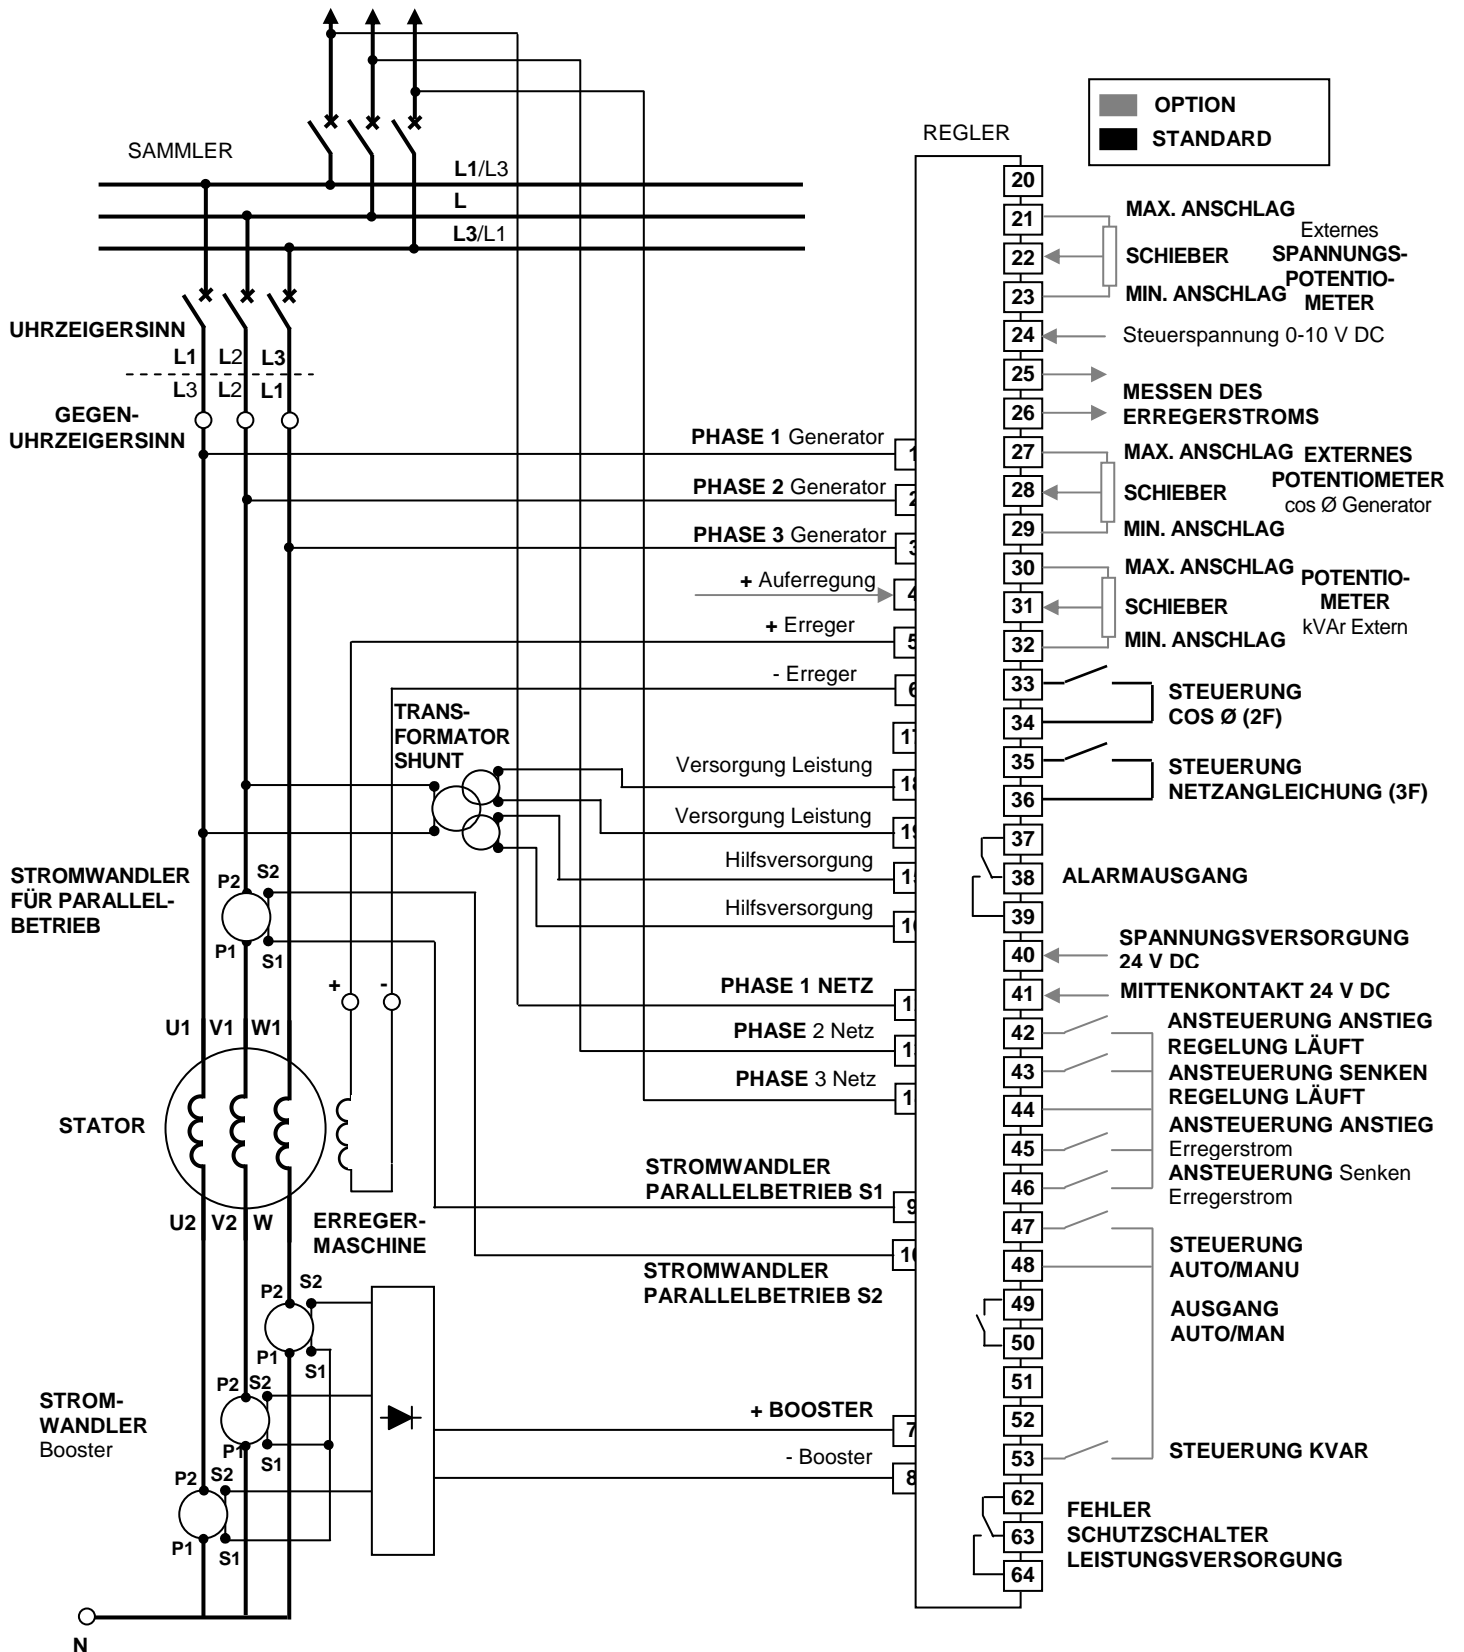 OPTION
STANDARD
REGLER
SAMMLER
L1/L3
L
L3/L1
UHRZEIGERSINN
L1 L2 L3
L3 L2 L1
GEGEN-
UHRZEIGERSINN
PHASE 1 Generator
PHASE 2 Generator
PHASE 3 Generator
+ Auferregung
+ Erreger
- Erreger
TRANS-
FORMATOR
SHUNT
Versorgung Leistung
Versorgung Leistung
Hilfsversorgung
Hilfsversorgung
STROMWANDLER
FÜR PARALLEL-
BETRIEB
P2 S2
P1 S1
PHASE 1 NETZ
PHASE 2 Netz
PHASE 3 Netz
+ -
U1 V1 W1
STATOR
U2 V2 W
ERREGER-
MASCHINE
STROMWANDLER
PARALLELBETRIEB S1
STROMWANDLER
PARALLELBETRIEB S2
P2 S2
P1 S1
P2 S2
P1 S1
P2 S2
P1 S1
STROM-
WANDLER
Booster
+ BOOSTER
- Booster
N
1
2
3
4
5
6
17
18
19
1
1
1
1
1
9
10
7
8
20
21 MAX. ANSCHLAG
22 SCHIEBER
23 MIN. ANSCHLAG
Externes
SPANNUNGS-
POTENTIO-
METER
24 Steuerspannung 0-10 V DC
25
26
MESSEN DES
ERREGERSTROMS
27 MAX. ANSCHLAG
28 SCHIEBER
29 MIN. ANSCHLAG
EXTERNES
POTENTIOMETER
cos Ø Generator
30 MAX. ANSCHLAG
31 SCHIEBER
32 MIN. ANSCHLAG
POTENTIO-
METER
kVAr Extern
33
34
STEUERUNG
COS Ø (2F)
35
36
STEUERUNG
NETZANGLEICHUNG (3F)
37
38 ALARMAUSGANG
39
40 SPANNUNGSVERSORGUNG
24 V DC
41 MITTENKONTAKT 24 V DC
42 ANSTEUERUNG ANSTIEG
REGELUNG LÄUFT
43 ANSTEUERUNG SENKEN
REGELUNG LÄUFT
44
45 ANSTEUERUNG ANSTIEG
Erregerstrom
46 ANSTEUERUNG Senken
Erregerstrom
47
48
STEUERUNG
AUTO/MANU
49
50
AUSGANG
AUTO/MAN
51
52
53 STEUERUNG KVAR
62
63
64
FEHLER
SCHUTZSCHALTER
LEISTUNGSVERSORGUNG